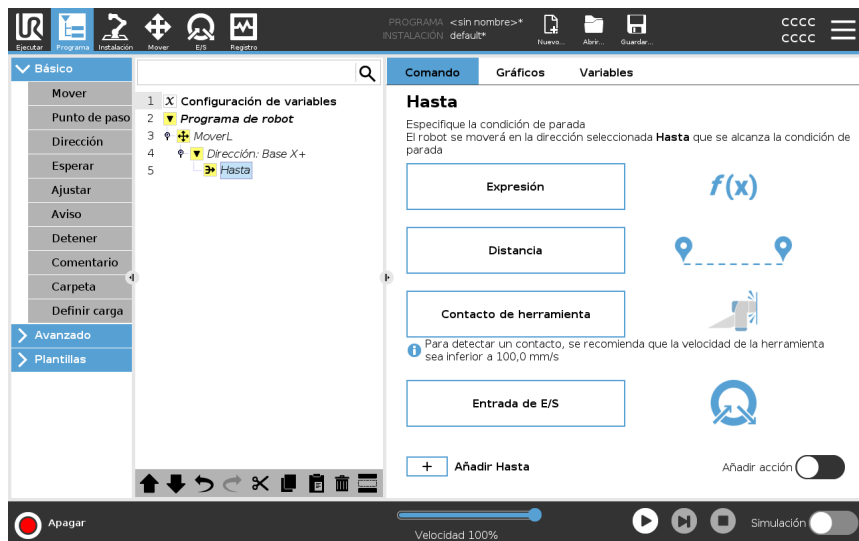 UR
PROGRAMA <sin nombre>*
INSTALACIÓN default*
CCCC
CCCC
Ejecutar Programa Instalación Mover E/S Registro Nuevo... Abrir... Guardar...
Básico
Mover
Punto de paso
Dirección
Esperar
Ajustar
Aviso
Detener
Comentario
Carpeta
Definir carga
Avanzado
Plantillas
1 X Configuración de variables
2 Programa de robot
3 MoverL
4 Dirección: Base X+
5 Hasta
Comando Gráficos Variables
Hasta
Especifique la condición de parada
El robot se moverá en la dirección seleccionada Hasta que se alcanza la condición de
parada
Expresión f(x)
Distancia
Contacto de herramienta
Para detectar un contacto, se recomienda que la velocidad de la herramienta
sea inferior a 100,0 mm/s
Entrada de E/S
+ Añadir Hasta Añadir acción
Apagar
Velocidad 100%
Simulación